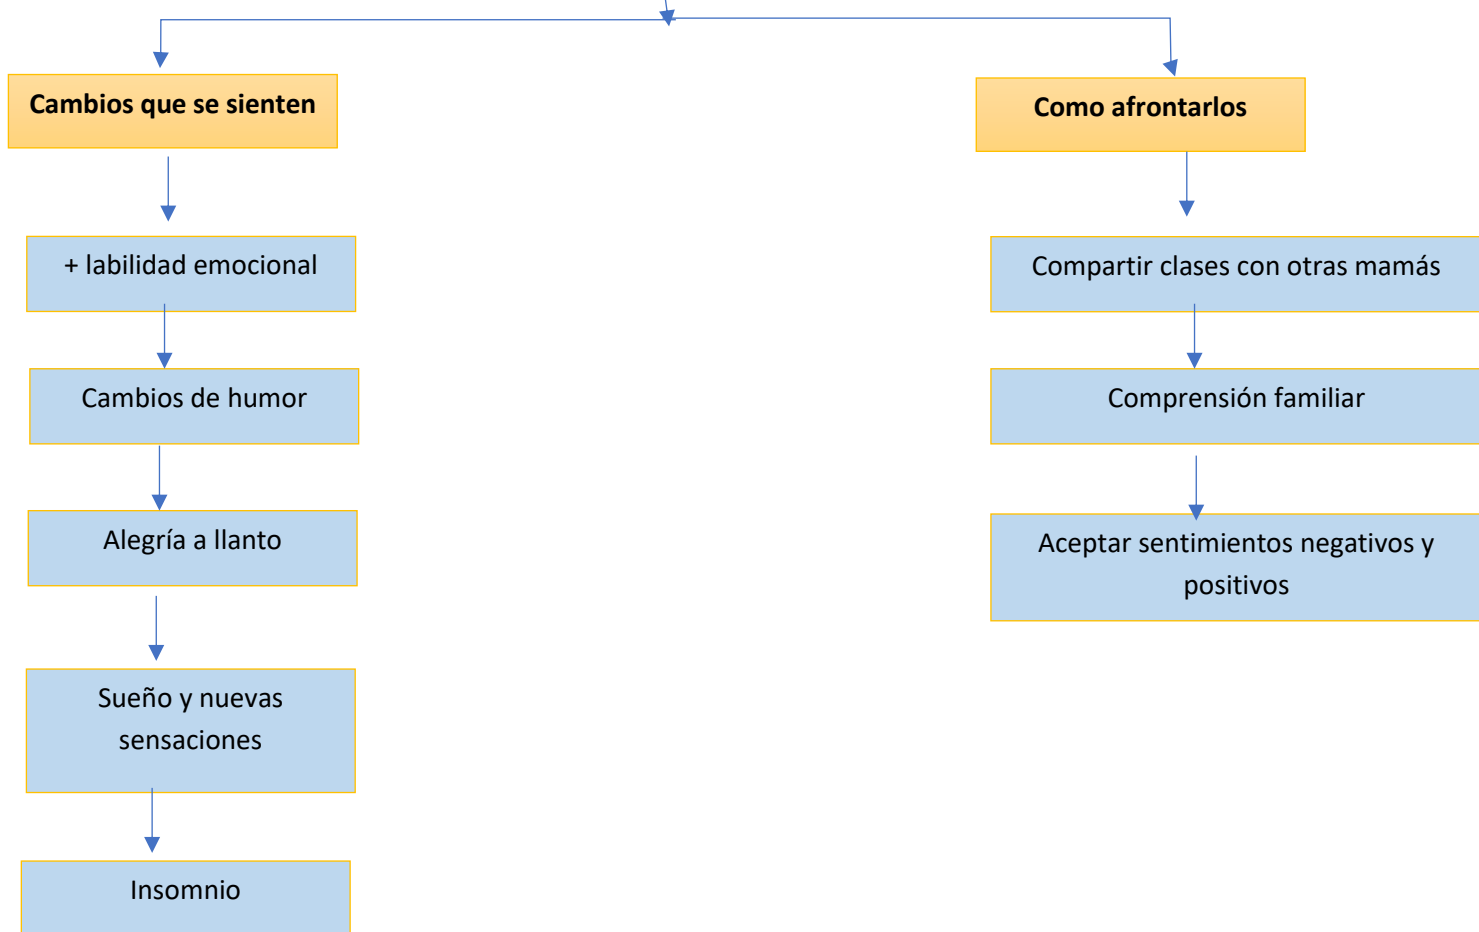 Cambios que se sienten
+ labilidad emocional
Cambios de humor
Alegría a llanto
Sueño y nuevas
sensaciones
Insomnio
Como afrontarlos
Compartir clases con otras mamás
Comprensión familiar
Aceptar sentimientos negativos y
positivos